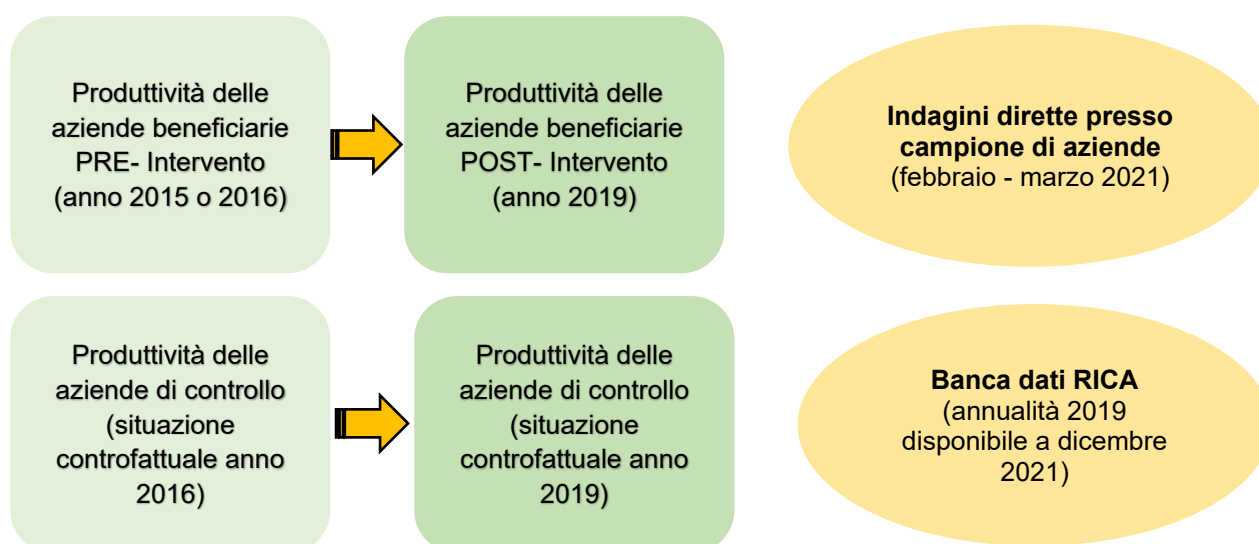 Produttività delle
aziende beneficiarie
PRE- Intervento
(anno 2015 o 2016)
Produttività delle
aziende beneficiarie
POST- Intervento
(anno 2019)
Indagini dirette presso
campione di aziende
(febbraio - marzo 2021)
Produttività delle
aziende di controllo
(situazione
controfattuale anno
2016)
Produttività delle
aziende di controllo
(situazione
controfattuale anno
2019)
Banca dati RICA
(annualità 2019
disponibile a dicembre
2021)